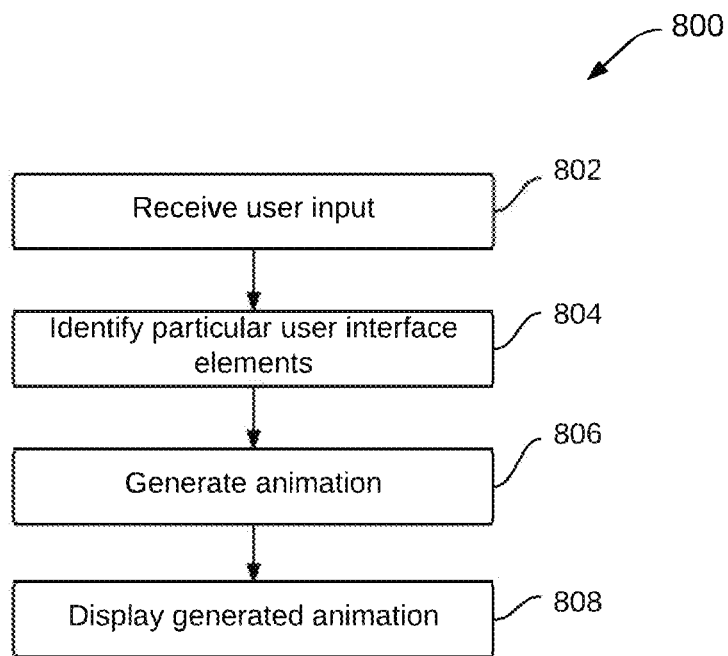 800
802
Receive user input
804
Identify particular user interface
elements
806
Generate animation
808
Display generated animation